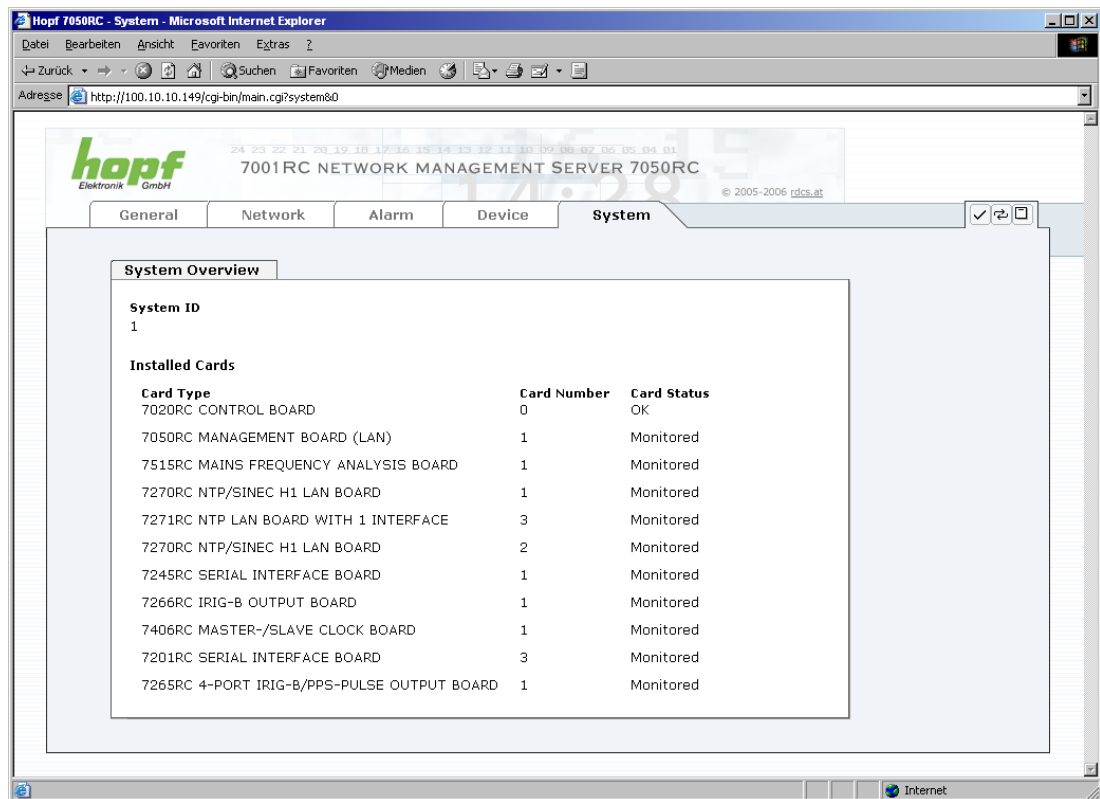 Hopf 7050RC - System - Microsoft Internet Explorer
Datei Bearbeiten Ansicht Favoriten Extras ?
Zurück Suchen Favoriten Medien
Adresse http://100.10.10.149/cgi-bin/main.cgi?system&0
24 23 22 21 20 19 18 17 16 15 14 13 12 11 10 09 08 07 06 05 04 01
hopf
Elektronik GmbH
7001RC NETWORK MANAGEMENT SERVER 7050RC
14:28
© 2005-2006 rdcs.at
General Network Alarm Device System
System Overview
System ID
1
Installed Cards
Card Type Card Number Card Status
7020RC CONTROL BOARD 0 OK
7050RC MANAGEMENT BOARD (LAN) 1 Monitored
7515RC MAINS FREQUENCY ANALYSIS BOARD 1 Monitored
7270RC NTP/SINEC H1 LAN BOARD 1 Monitored
7271RC NTP LAN BOARD WITH 1 INTERFACE 3 Monitored
7270RC NTP/SINEC H1 LAN BOARD 2 Monitored
7245RC SERIAL INTERFACE BOARD 1 Monitored
7266RC IRIG-B OUTPUT BOARD 1 Monitored
7406RC MASTER-/SLAVE CLOCK BOARD 1 Monitored
7201RC SERIAL INTERFACE BOARD 3 Monitored
7265RC 4-PORT IRIG-B/PPS-PULSE OUTPUT BOARD 1 Monitored
Internet